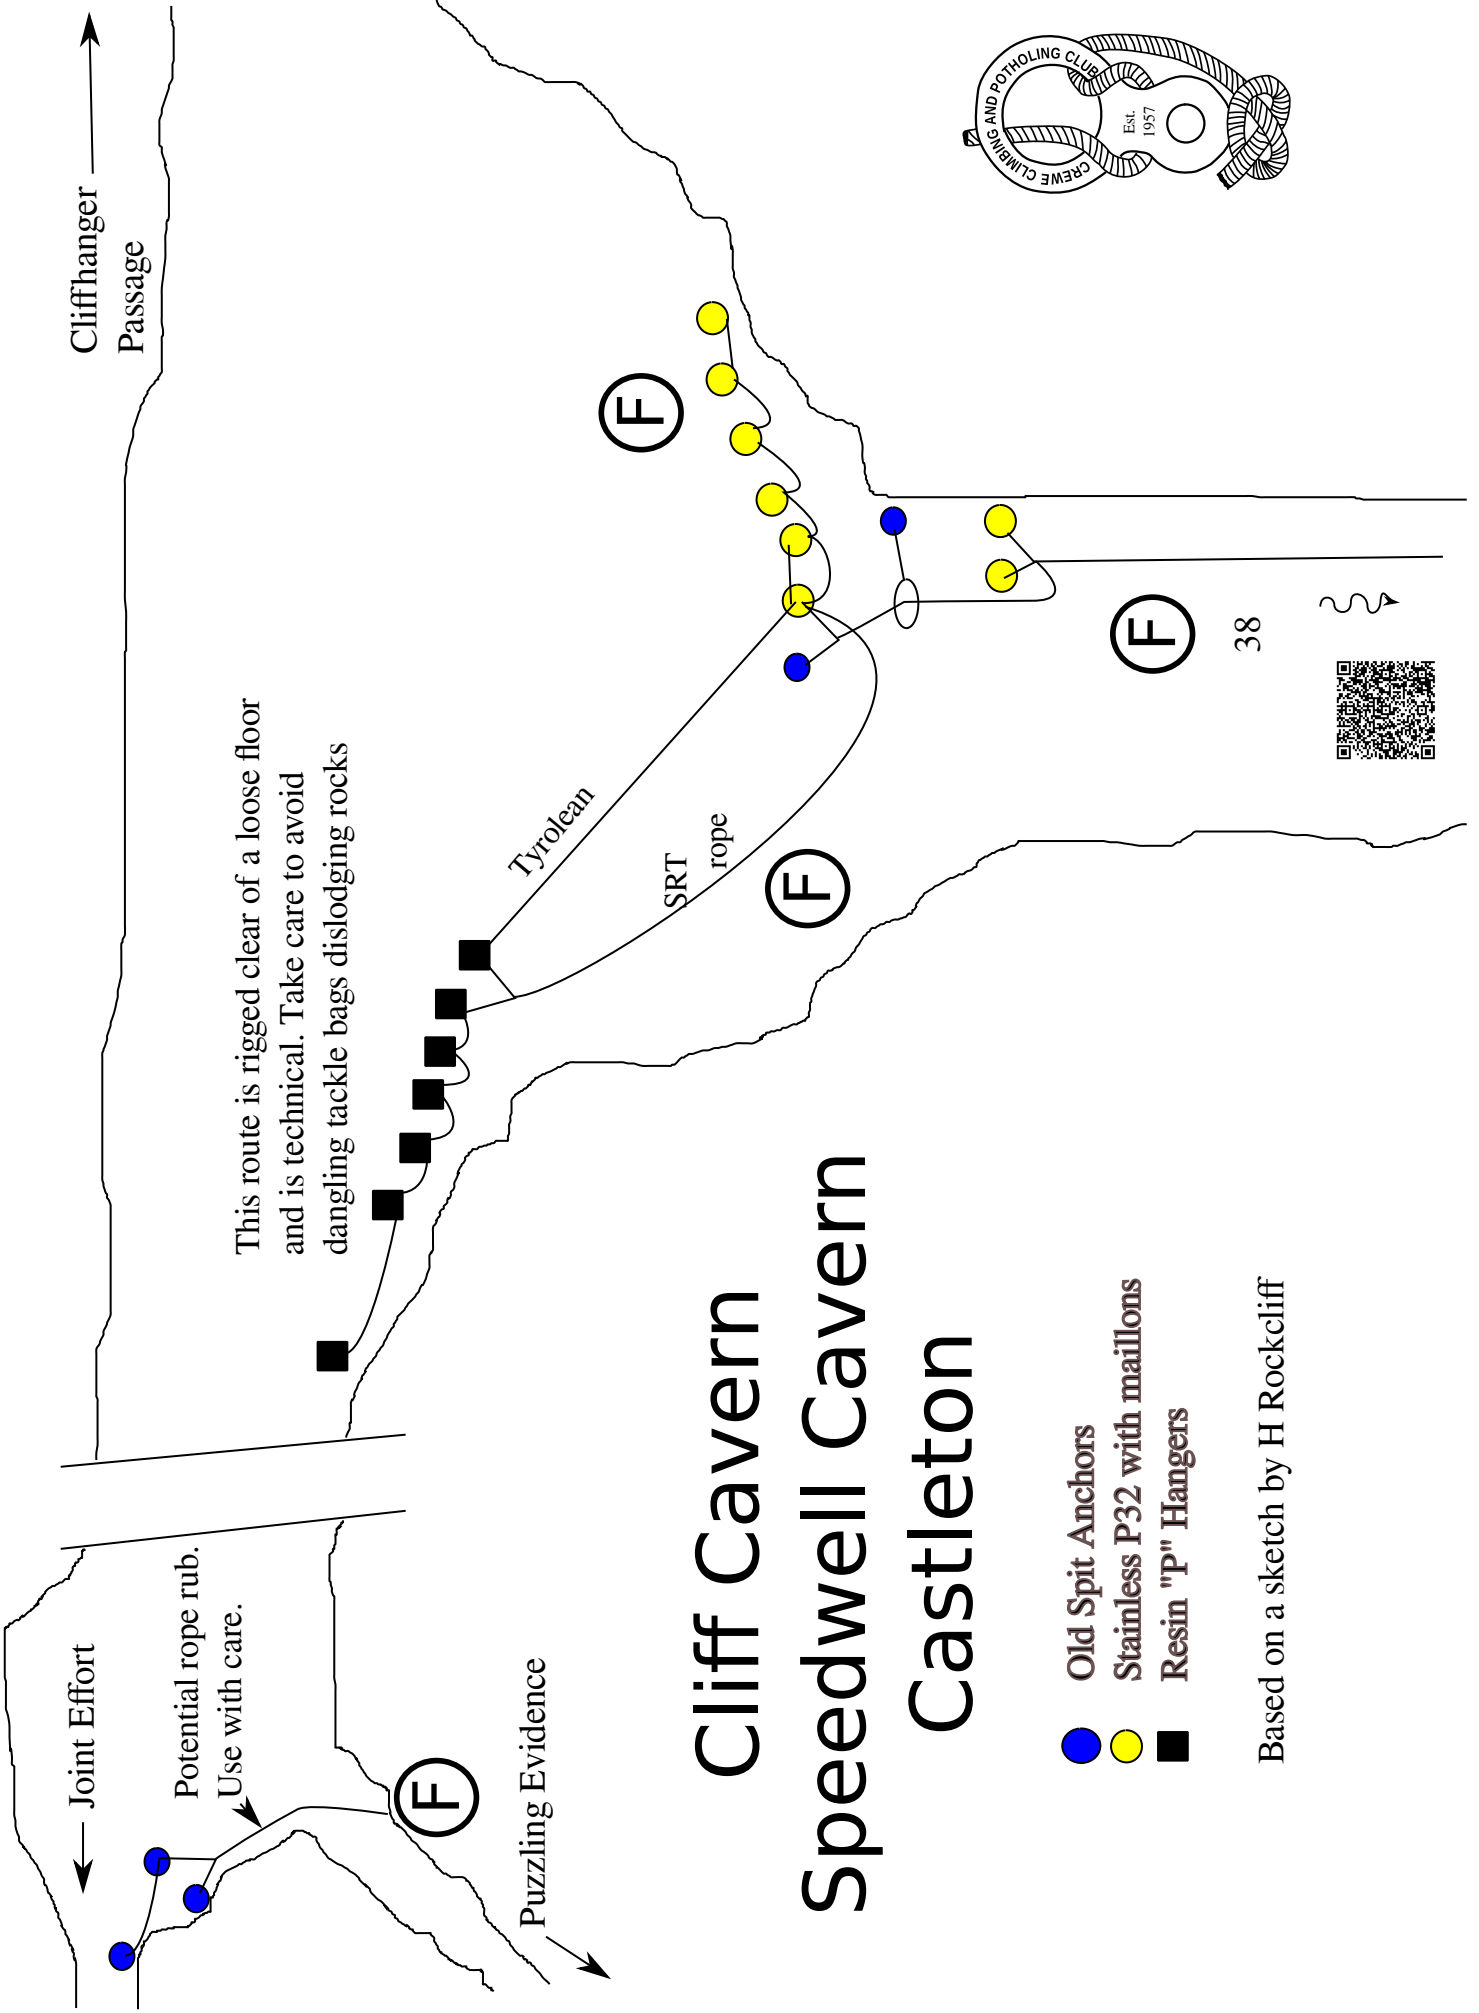 Cliffhanger
Passage
This route is rigged clear of a loose floor
and is technical. Take care to avoid
dangling tackle bags dislodging rocks
Joint Effort
Potential rope rub.
Use with care.
F
Puzzling Evidence
Tyrolean
SRT
rope
F
F
F
38
CREWE CLIMBING AND POTHOLING CLUB
Est.
1957
Cliff Cavern
Speedwell Cavern
Castleton
Old Spit Anchors
Stainless P32 with maillons
Resin "P" Hangers
Based on a sketch by H Rockcliff